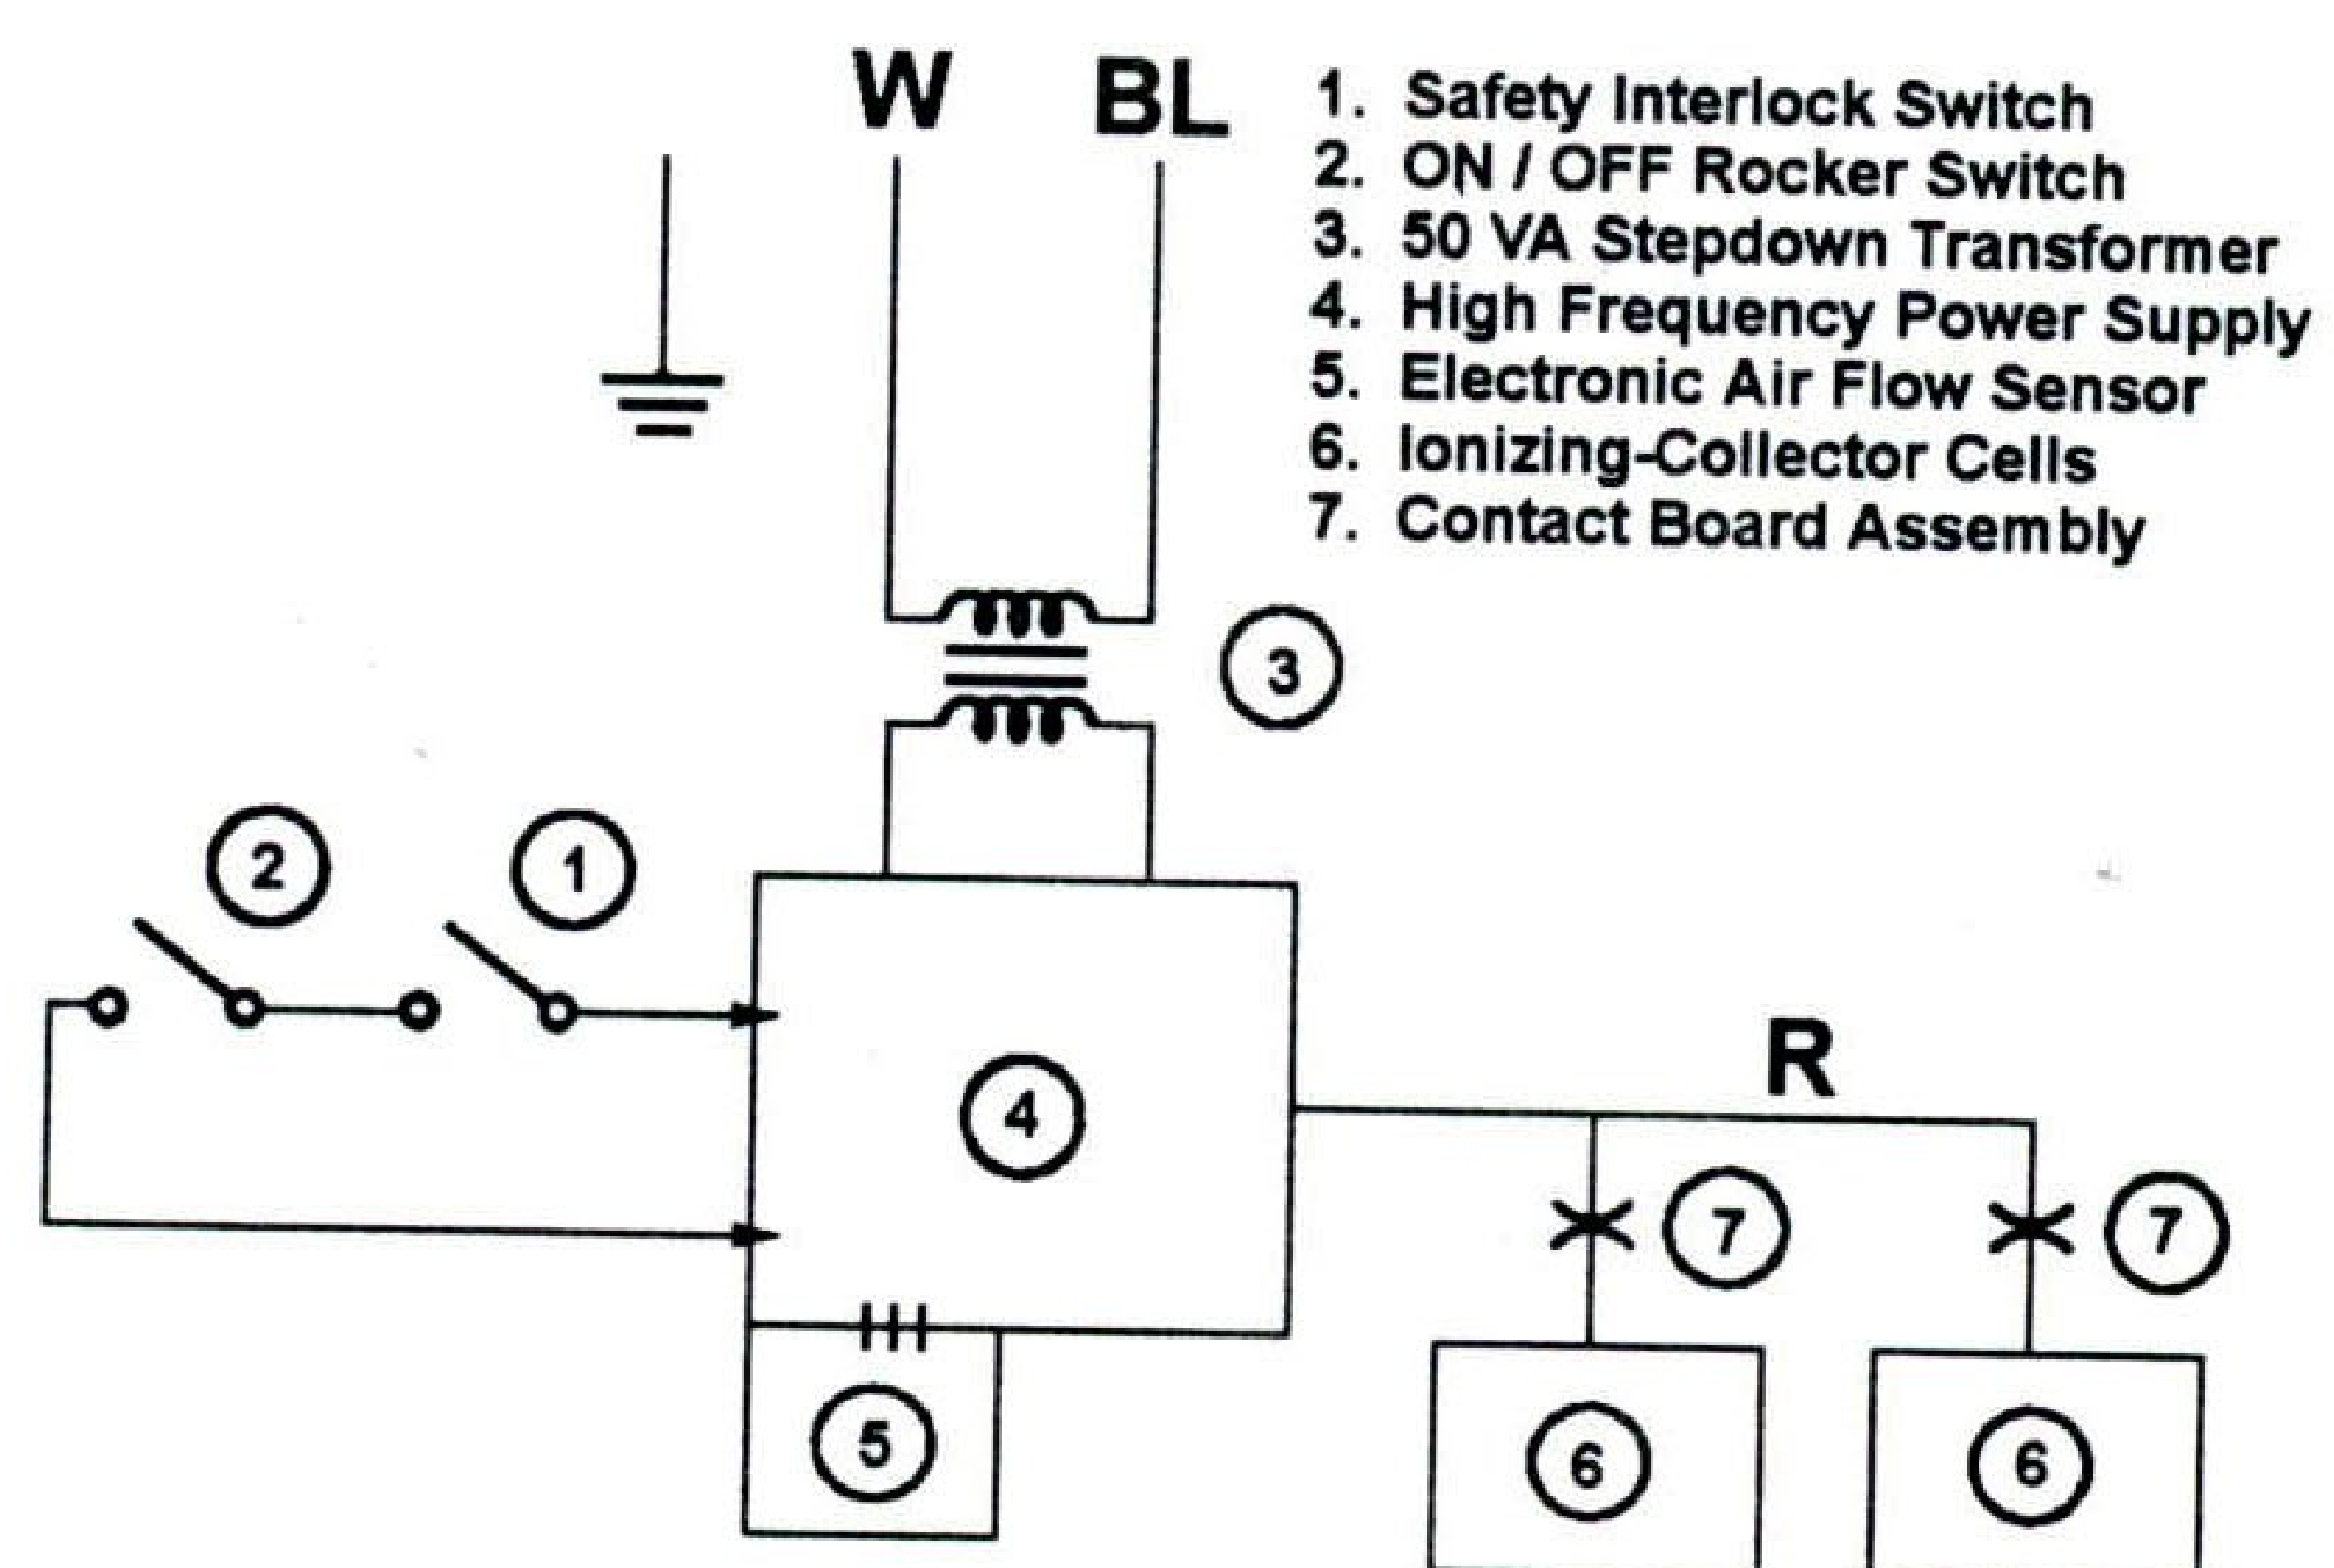 W BL
1. Safety Interlock Switch
2. ON / OFF Rocker Switch
3. 50 VA Stepdown Transformer
4. High Frequency Power Supply
5. Electronic Air Flow Sensor
6. Ionizing-Collector Cells
7. Contact Board Assembly
3
2 1
4
R
7 7
5
6 6